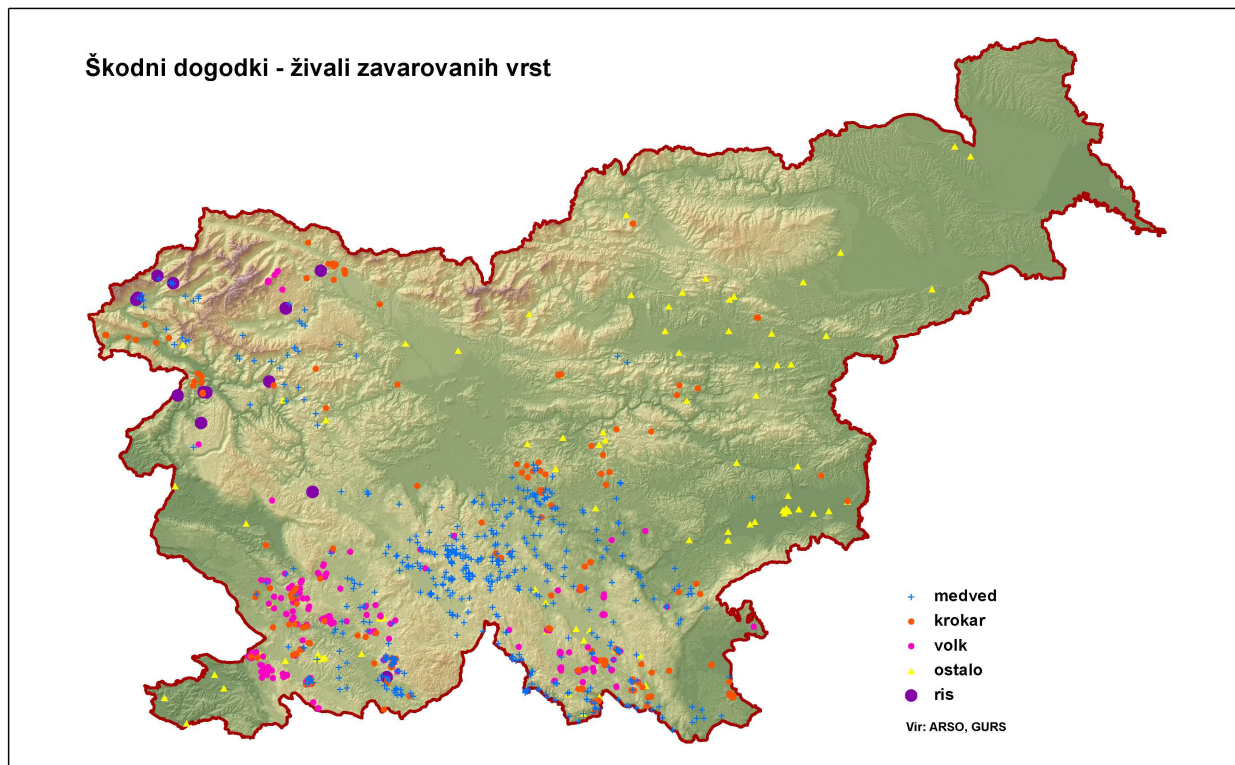 Škodni dogodki - živali zavarovanih vrst
medved
krokar
volk
ostalo
ris
Vir: ARSO, GURS